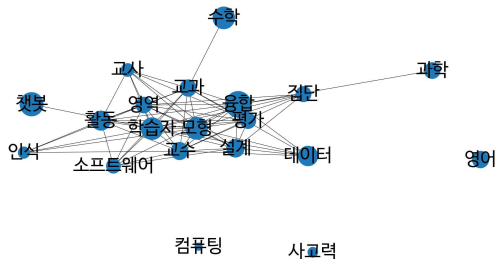 수학
교사
과학
교과
집단
챗봇
영역
융합
활동
평가
학습자
모형
인식
교수
설계
데이터
소프트웨어
영어
컴퓨팅
사고력